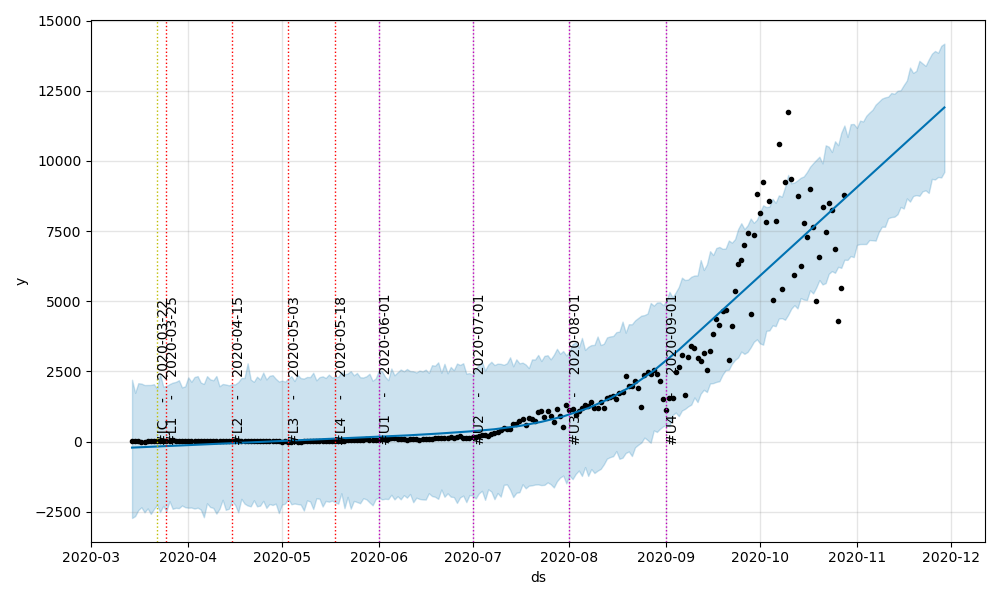 15000
12500
10000
7500
5000
2500
0
−2500
y
#JC - 2020-03-22
#L1 - 2020-03-25
#L2 - 2020-04-15
#L3 - 2020-05-03
#L4 - 2020-05-18
#U1 - 2020-06-01
#U2 - 2020-07-01
#U3 - 2020-08-01
#U4 - 2020-09-01
2020-03 2020-04 2020-05 2020-06 2020-07 2020-08 2020-09 2020-10 2020-11 2020-12
ds